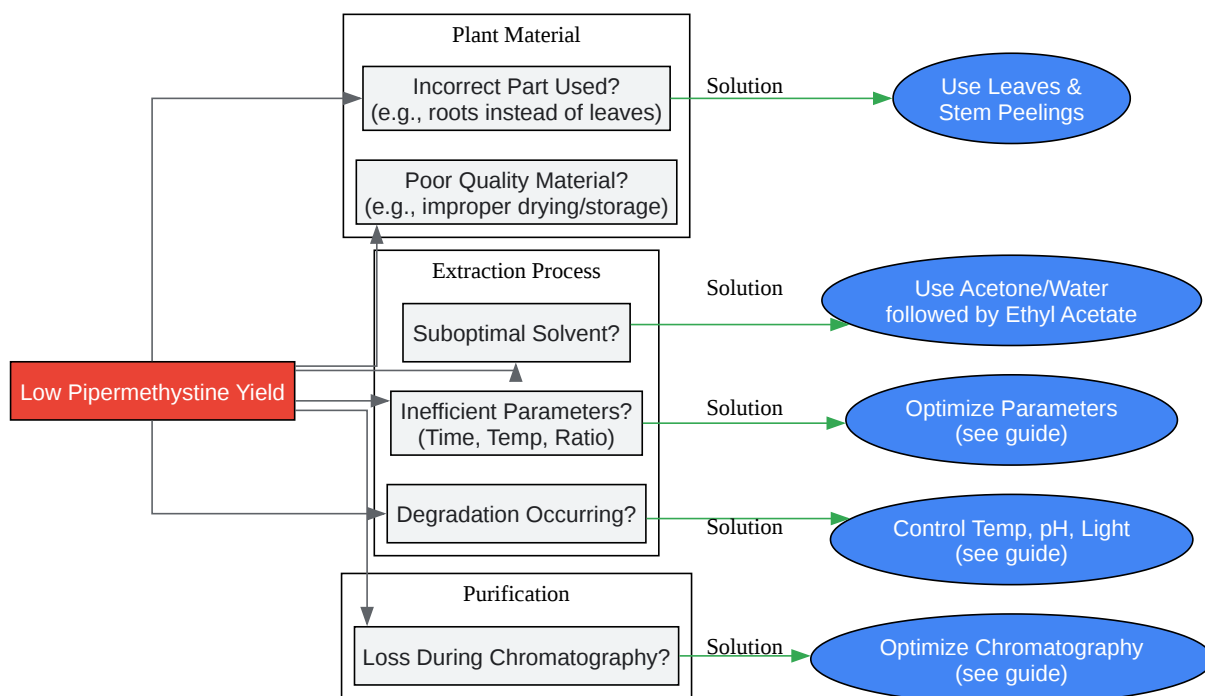 Plant Material
Incorrect Part Used?
(e.g., roots instead of leaves)
Solution
Use Leaves &
Stem Peelings
Poor Quality Material?
(e.g., improper drying/storage)
Extraction Process
Suboptimal Solvent?
Solution
Use Acetone/Water
followed by Ethyl Acetate
Low Pipermethystine Yield
Inefficient Parameters?
(Time, Temp, Ratio)
Solution
Optimize Parameters
(see guide)
Degradation Occurring?
Solution
Control Temp, pH, Light
(see guide)
Purification
Loss During Chromatography?
Solution
Optimize Chromatography
(see guide)